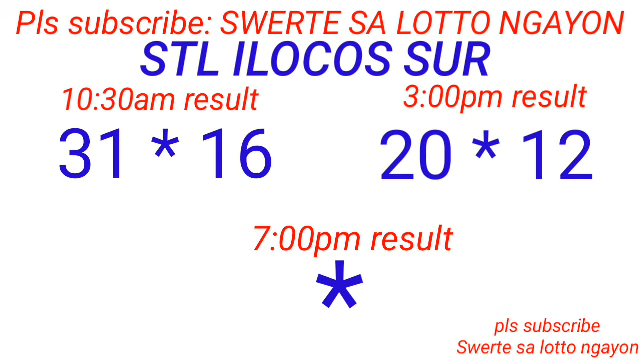 Pls subscribe: SWERTE SA LOTTO NGAYON
STL ILOCOS SUR
10:30am result
31 * 16
3:00pm result
20 * 12
7:00pm result
*
pls subscribe
Swerte sa lotto ngayon